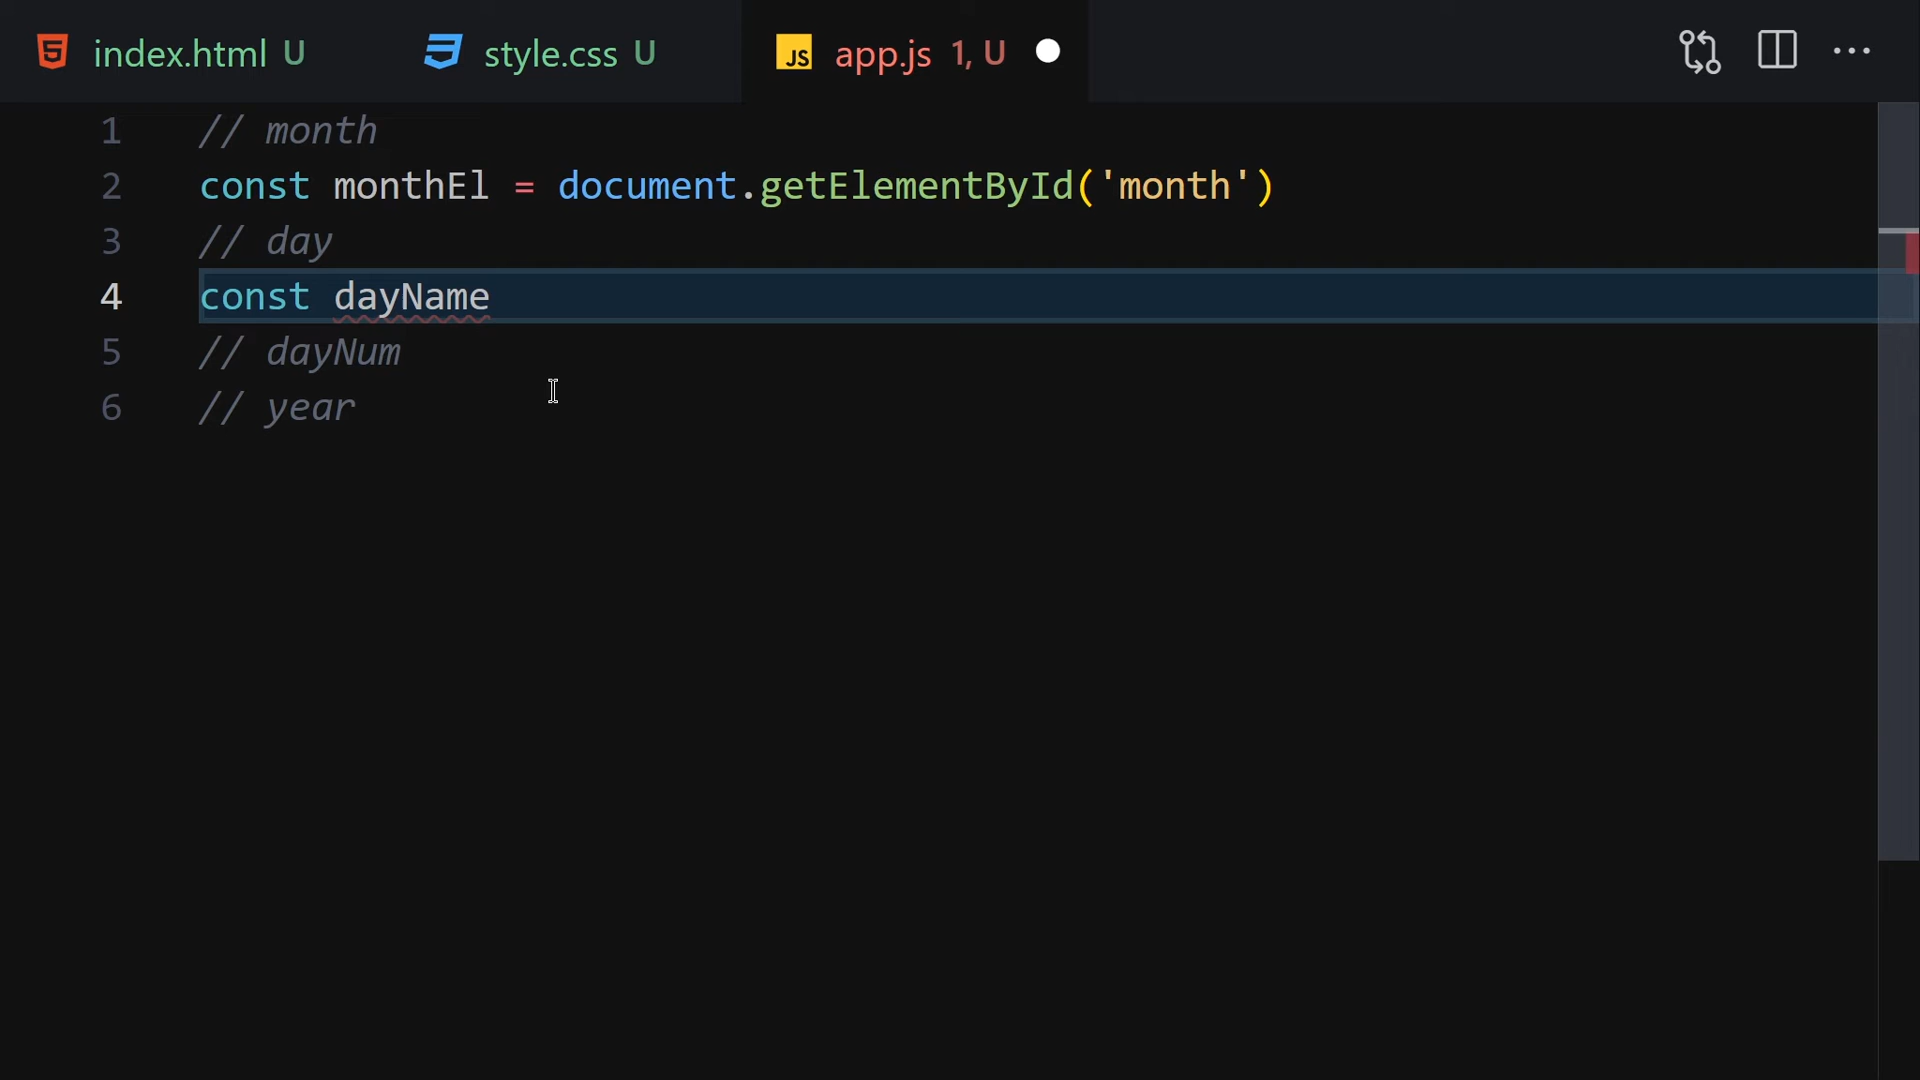 index.html U style.css U JS app.js 1, U
1 // month
2 const monthEl = document.getElementById('month')
3 // day
4 const dayName
5 // dayNum
6 // year